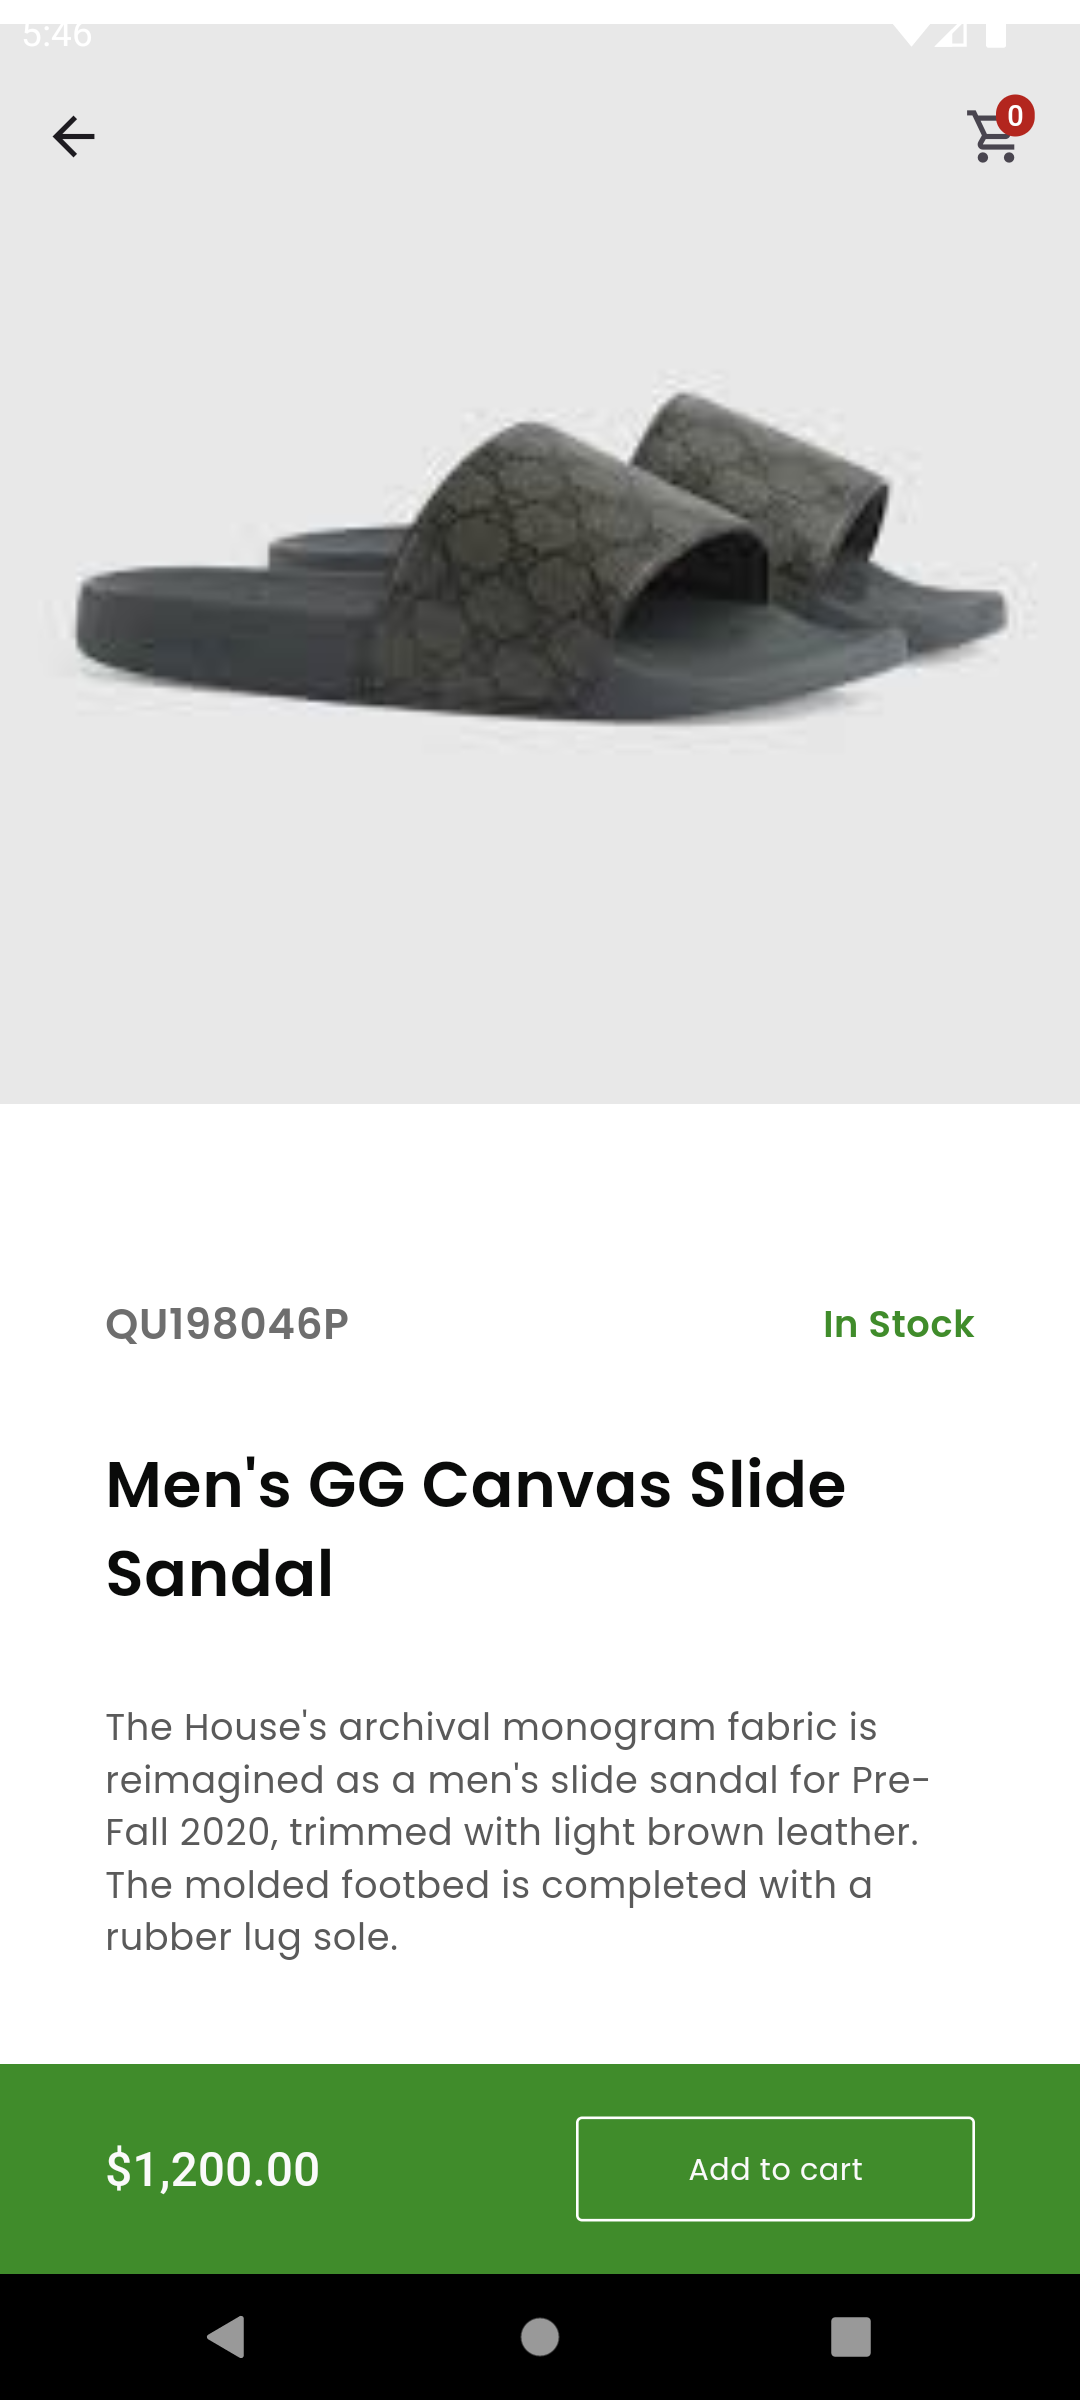 5:46
0
QU198046P
In Stock
Men's GG Canvas Slide
Sandal
The House's archival monogram fabric is
reimagined as a men's slide sandal for Pre-
Fall 2020, trimmed with light brown leather.
The molded footbed is completed with a
rubber lug sole.
$1,200.00
Add to cart